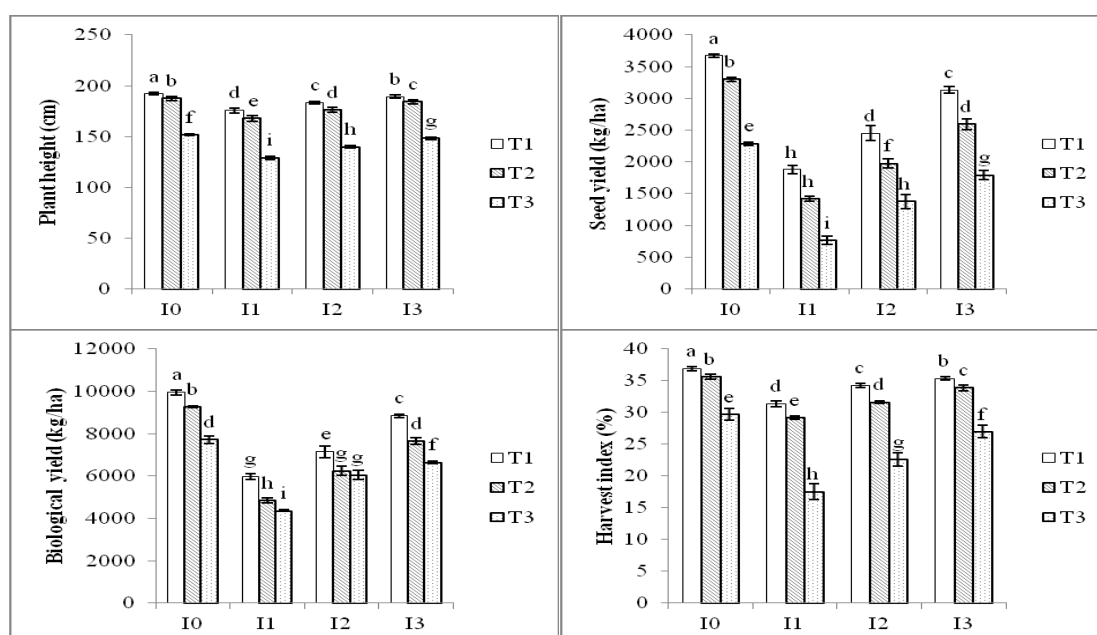 Plant height (cm)
250
200
150
100
50
0
a b f
d e i
c d h
b c g
I0 I1 I2 I3
T1
T2
T3
Seed yield (kg/ha)
4000
3500
3000
2500
2000
1500
1000
500
0
a b e
h h i
d f h
c d g
I0 I1 I2 I3
T1
T2
T3
Biological yield (kg/ha)
12000
10000
8000
6000
4000
2000
0
a b d
g h i
e g g
c d f
I0 I1 I2 I3
T1
T2
T3
Harvest index (%)
40
35
30
25
20
15
10
5
0
a b e
d e h
c d g
b c f
I0 I1 I2 I3
T1
T2
T3